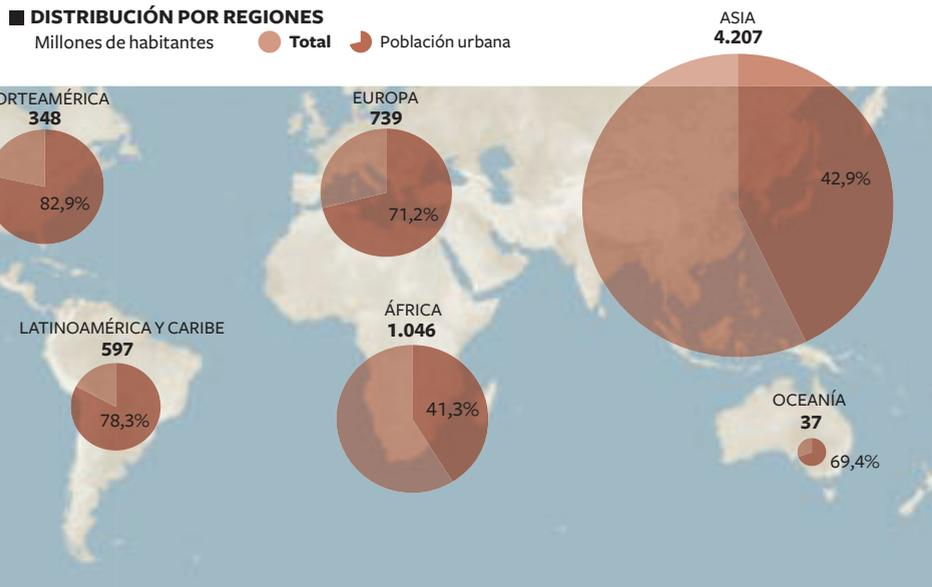 DISTRIBUCIÓN POR REGIONES
Millones de habitantes Total Población urbana
ASIA
4.207
42,9%
ORTEAMÉRICA
348
82,9%
EUROPA
739
71,2%
ÁFRICA
1.046
41,3%
LATINOAMÉRICA Y CARIBE
597
78,3%
OCEANÍA
37
69,4%